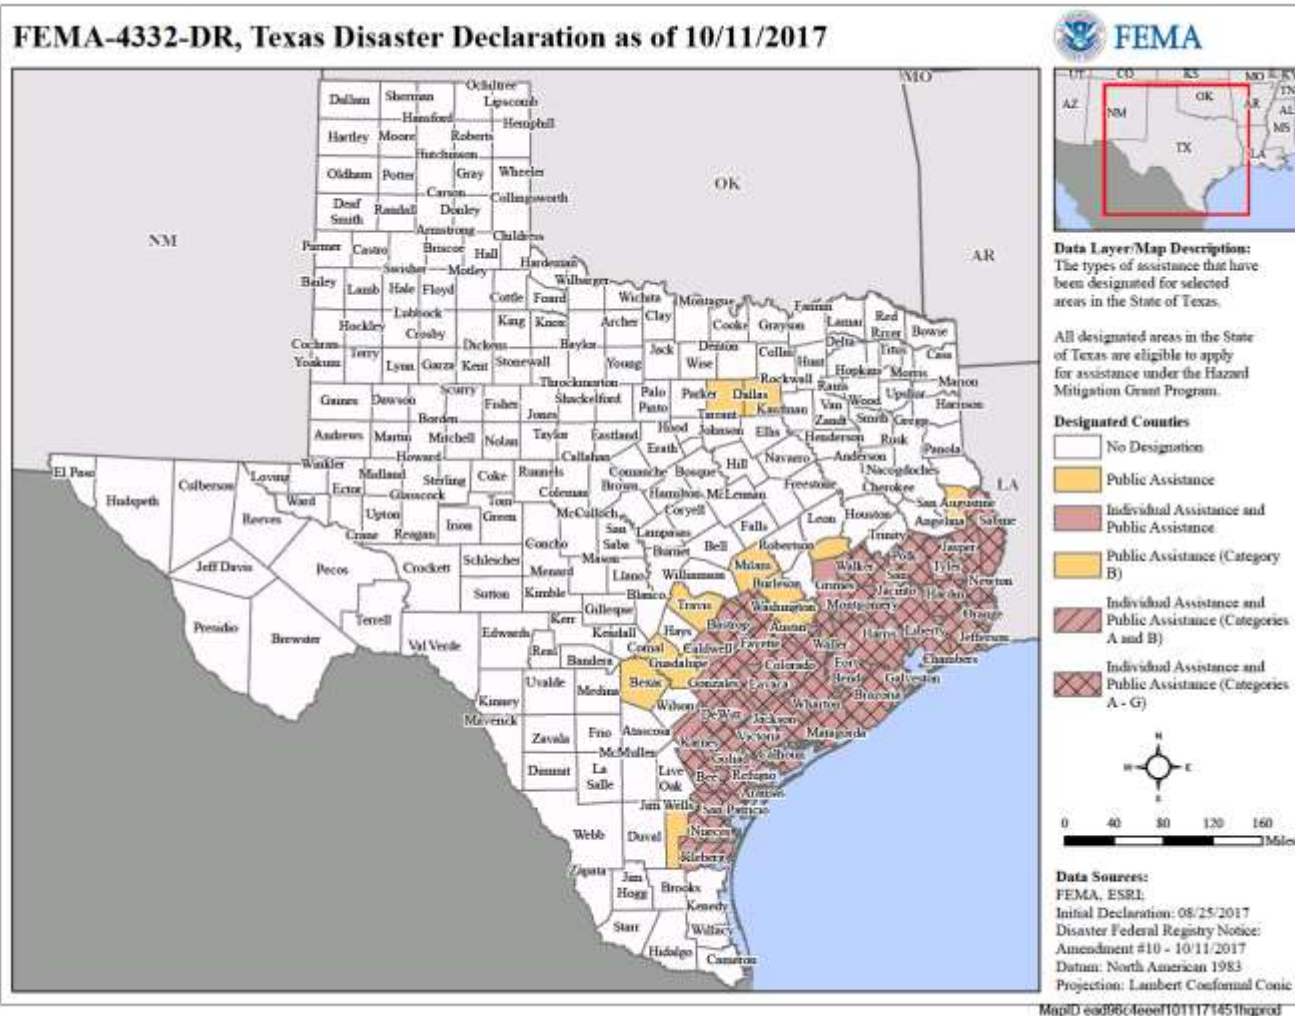 FEMA-4332-DR, Texas Disaster Declaration as of 10/11/2017
FEMA
MO
UT CO KS MO IL KY
AZ NM OK AR TN
AL
MS
TX LA
NM
OK
AR
LA
Dallam Sherman Ochiltree
Lipscomb
Hansford Hemphill
Hartley Moore Roberts
Hutchinson
Oldham Potter Gray Wheeler
Carson Collingsworth
Deaf
Smith Randall Donley
Armstrong
Parmer Castro Briscoe Hall Childress
Swisher Motley Hardeman
Bailey Lamb Hale Floyd Cottle Foard Wilbarger
Wichita Clay Montague Cooke Grayson Fannin Lamar Red
River Bowie
Lubbock
Hockley Crosby King Knox Archer
Cochran Dickens Baylor Jack Denton Collin Hunt Delta Titus Cass
Yoakum Terry Lynn Garza Kent Stonewall Young Wise Hopkins Morris
Scurry Throckmorton Rockwall Rains Marion
Gaines Dawson Fisher Shackelford Palo
Pinto Parker Dallas Kaufman Van
Zandt Wood Upshur Harrison
Borden Jones Tarrant Smith Gregg
Andrews Martin Mitchell Nolan Taylor Eastland Hood Johnson Ellis Henderson Rusk Panola
Howard Callahan Erath Anderson
El Paso Loving Winkler Midland Sterling Coke Runnels Comanche Bosque Hill Navarro Nacogdoches
Hudspeth Culberson Ward Ector Glasscock Coleman Brown Hamilton McLennan Freestone Cherokee
Reeves Upton Tom
Green McCulloch Coryell Leon Houston San Augustine
Crane Reagan Irion San
Saba Lampasas Falls Trinity Angelina Sabine
Jeff Davis Pecos Crockett Schleicher Concho Mason Burnet Bell Robertson Polk Jasper
Menard Llano Williamson Milam Walker Tyler
Sutton Kimble Blanco Burleson Grimes San
Jacinto Hardin Newton
Presidio Brewster Terrell Gillespie Travis Washington Montgomery Orange
Val Verde Edwards Kerr Kendall Hays Bastrop Austin Harris Liberty Jefferson
Real Bandera Comal Caldwell Fayette Waller Chambers
Guadalupe Colorado Fort
Bend Galveston
Uvalde Medina Bexar Gonzales Lavaca Brazoria
Kinney Wilson Wharton
Maverick DeWitt Jackson Matagorda
Zavala Frio Atascosa Karnes Victoria
McMullen Goliad Calhoun
Dimmit La
Salle Live
Oak Bee Refugio
Aransas
Jim Wells San Patricio
Webb Duval Nueces
Kleberg
Zapata Jim
Hogg Brooks
Kenedy
Starr Willacy
Hidalgo Cameron
Data Layer/Map Description:
The types of assistance that have
been designated for selected
areas in the State of Texas.
All designated areas in the State
of Texas are eligible to apply
for assistance under the Hazard
Mitigation Grant Program.
Designated Counties
No Designation
Public Assistance
Individual Assistance and
Public Assistance
Public Assistance (Category
B)
Individual Assistance and
Public Assistance (Categories
A and B)
Individual Assistance and
Public Assistance (Categories
A - G)
N
W E
S
0 40 80 120 160
Miles
Data Sources:
FEMA, ESRI;
Initial Declaration: 08/25/2017
Disaster Federal Registry Notice:
Amendment #10 - 10/11/2017
Datum: North American 1983
Projection: Lambert Conformal Conic